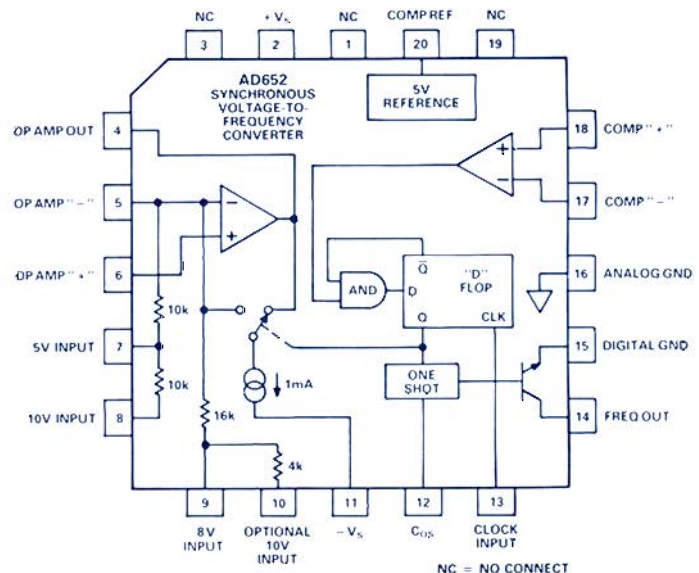 NC
+VS
NC
COMP REF
NC
3
2
1
20
19
AD652
SYNCHRONOUS
VOLTAGE-TO-
FREQUENCY
CONVERTER
5V
REFERENCE
OP AMP OUT
4
18
COMP "+"
OP AMP "−"
5
17
COMP "−"
OP AMP "+"
6
16
ANALOG GND
5V INPUT
7
15
DIGITAL GND
10V INPUT
8
14
FREQ OUT
−
+
+
−
10k
10k
16k
4k
1mA
AND
Q̅
"D"
FLOP
D
Q
CLK
ONE
SHOT
9
10
11
12
13
8V
INPUT
OPTIONAL
10V
INPUT
−VS
COS
CLOCK
INPUT
NC = NO CONNECT